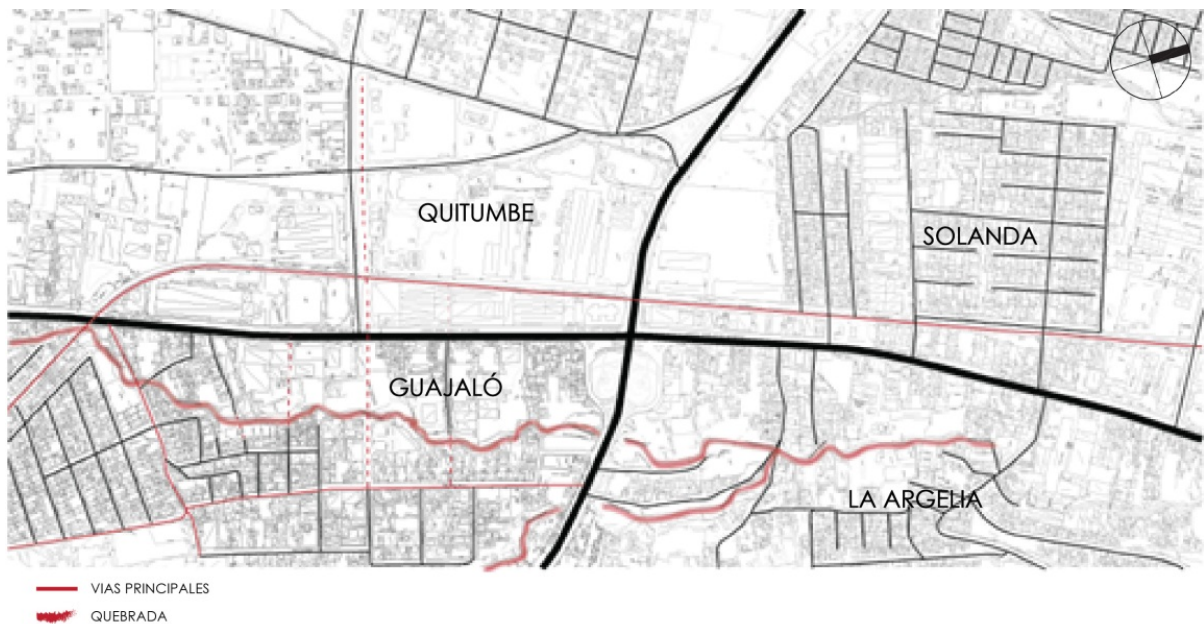 QUITUMBE
SOLANDA
GUAJALÓ
LA ARGELIA
VIAS PRINCIPALES
QUEBRADA